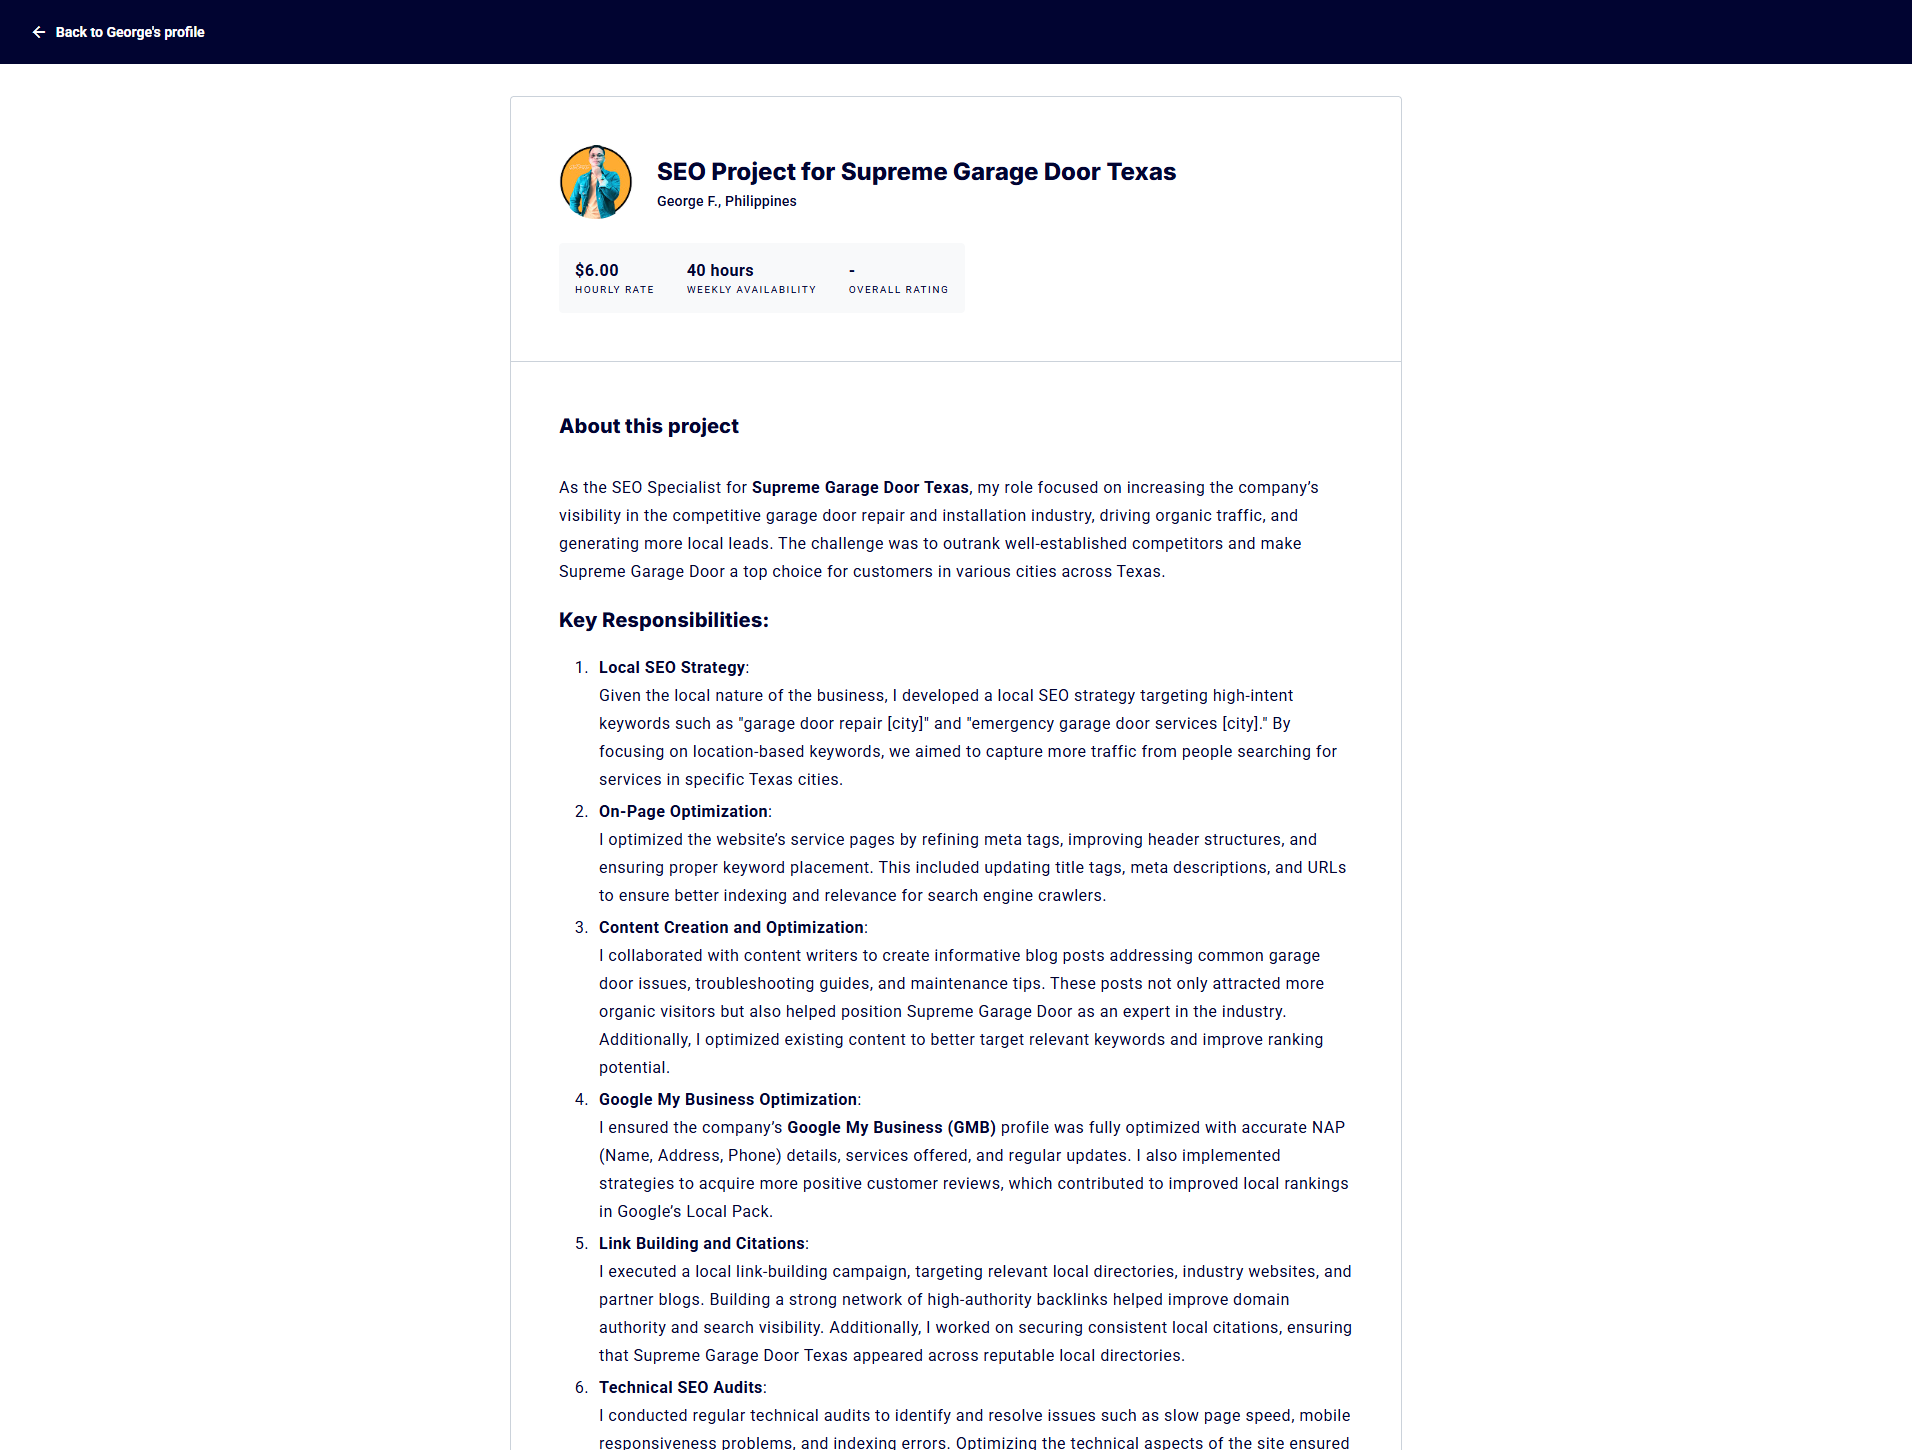 Back to George's profile
SEO Project for Supreme Garage Door Texas
George F., Philippines
$6.00
HOURLY RATE
40 hours
WEEKLY AVAILABILITY
-
OVERALL RATING
About this project
As the SEO Specialist for Supreme Garage Door Texas, my role focused on increasing the company’s
visibility in the competitive garage door repair and installation industry, driving organic traffic, and
generating more local leads. The challenge was to outrank well-established competitors and make
Supreme Garage Door a top choice for customers in various cities across Texas.
Key Responsibilities:
1. Local SEO Strategy:
Given the local nature of the business, I developed a local SEO strategy targeting high-intent
keywords such as "garage door repair [city]" and "emergency garage door services [city]." By
focusing on location-based keywords, we aimed to capture more traffic from people searching for
services in specific Texas cities.
2. On-Page Optimization:
I optimized the website’s service pages by refining meta tags, improving header structures, and
ensuring proper keyword placement. This included updating title tags, meta descriptions, and URLs
to ensure better indexing and relevance for search engine crawlers.
3. Content Creation and Optimization:
I collaborated with content writers to create informative blog posts addressing common garage
door issues, troubleshooting guides, and maintenance tips. These posts not only attracted more
organic visitors but also helped position Supreme Garage Door as an expert in the industry.
Additionally, I optimized existing content to better target relevant keywords and improve ranking
potential.
4. Google My Business Optimization:
I ensured the company’s Google My Business (GMB) profile was fully optimized with accurate NAP
(Name, Address, Phone) details, services offered, and regular updates. I also implemented
strategies to acquire more positive customer reviews, which contributed to improved local rankings
in Google’s Local Pack.
5. Link Building and Citations:
I executed a local link-building campaign, targeting relevant local directories, industry websites, and
partner blogs. Building a strong network of high-authority backlinks helped improve domain
authority and search visibility. Additionally, I worked on securing consistent local citations, ensuring
that Supreme Garage Door Texas appeared across reputable local directories.
6. Technical SEO Audits:
I conducted regular technical audits to identify and resolve issues such as slow page speed, mobile
responsiveness problems, and indexing errors. Optimizing the technical aspects of the site ensured